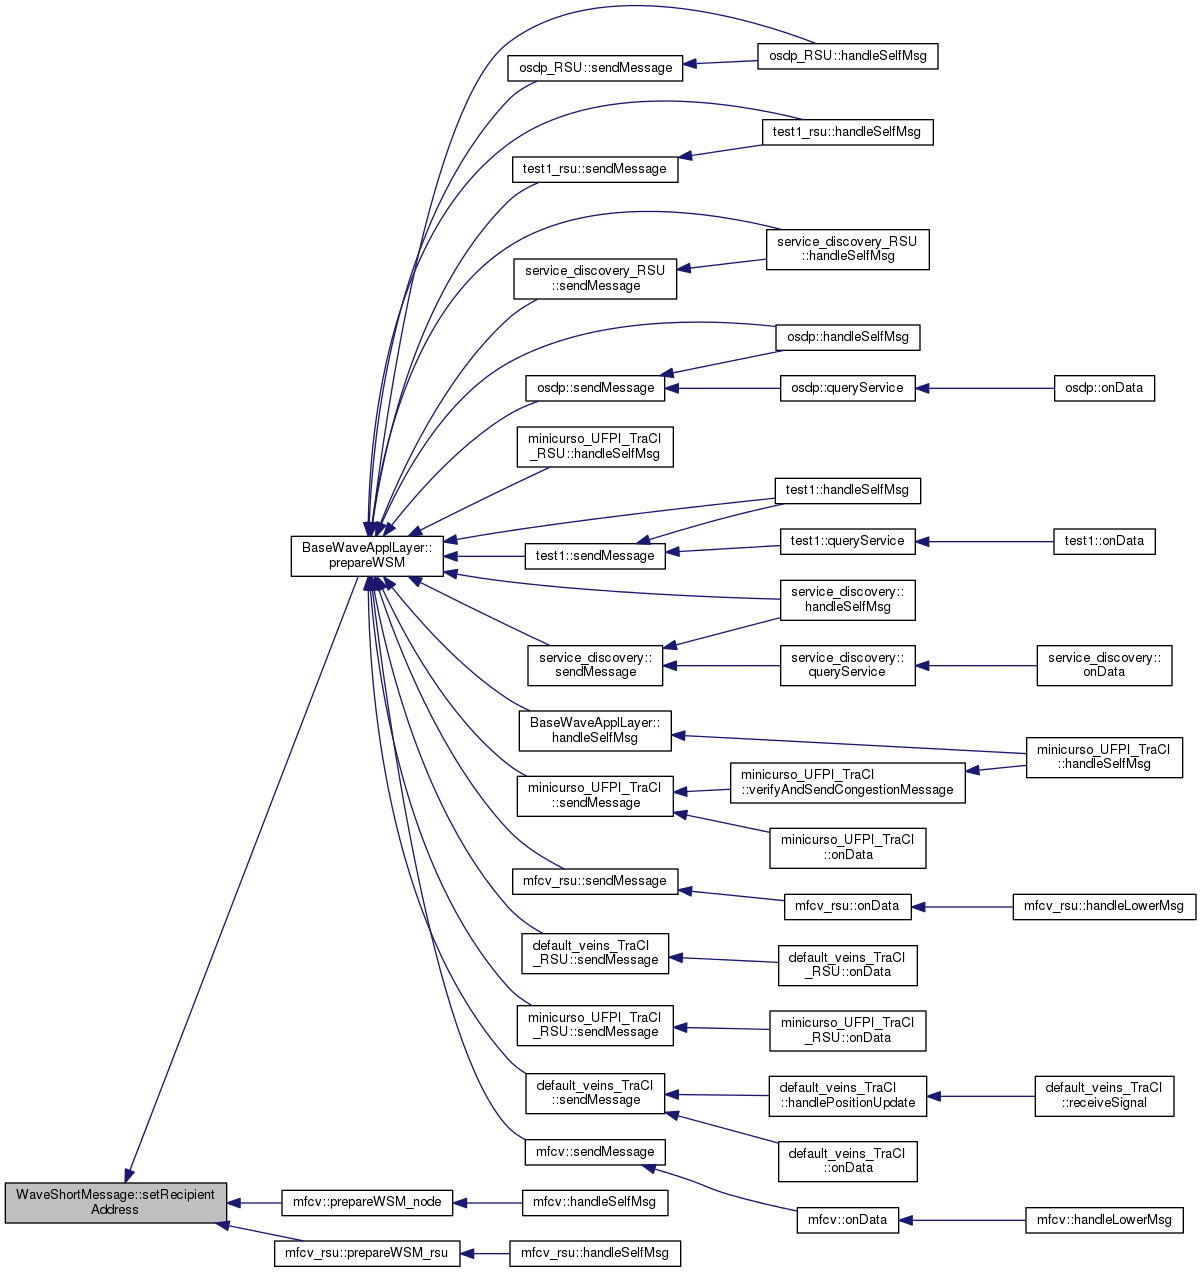 osdp_RSU::handleSelfMsg
osdp_RSU::sendMessage
test1_rsu::handleSelfMsg
test1_rsu::sendMessage
service_discovery_RSU
::handleSelfMsg
service_discovery_RSU
::sendMessage
osdp::handleSelfMsg
osdp::sendMessage
osdp::queryService
osdp::onData
minicurso_UFPI_TraCI
_RSU::handleSelfMsg
test1::handleSelfMsg
BaseWaveApplLayer::
prepareWSM
test1::sendMessage
test1::queryService
test1::onData
service_discovery::
handleSelfMsg
service_discovery::
sendMessage
service_discovery::
queryService
service_discovery::
onData
BaseWaveApplLayer::
handleSelfMsg
minicurso_UFPI_TraCI
::handleSelfMsg
minicurso_UFPI_TraCI
::sendMessage
minicurso_UFPI_TraCI
::verifyAndSendCongestionMessage
minicurso_UFPI_TraCI
::onData
mfcv_rsu::sendMessage
mfcv_rsu::onData
mfcv_rsu::handleLowerMsg
default_veins_TraCI
_RSU::sendMessage
default_veins_TraCI
_RSU::onData
minicurso_UFPI_TraCI
_RSU::sendMessage
minicurso_UFPI_TraCI
_RSU::onData
default_veins_TraCI
::sendMessage
default_veins_TraCI
::handlePositionUpdate
default_veins_TraCI
::receiveSignal
default_veins_TraCI
::onData
mfcv::sendMessage
WaveShortMessage::setRecipient
Address
mfcv::prepareWSM_node
mfcv::handleSelfMsg
mfcv::onData
mfcv::handleLowerMsg
mfcv_rsu::prepareWSM_rsu
mfcv_rsu::handleSelfMsg